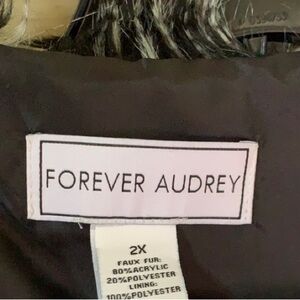 FOREVER AUDREY
2X
FAUX FUR:
80%ACRYLIC
20%POLYESTER
LINING:
100%POLYESTER